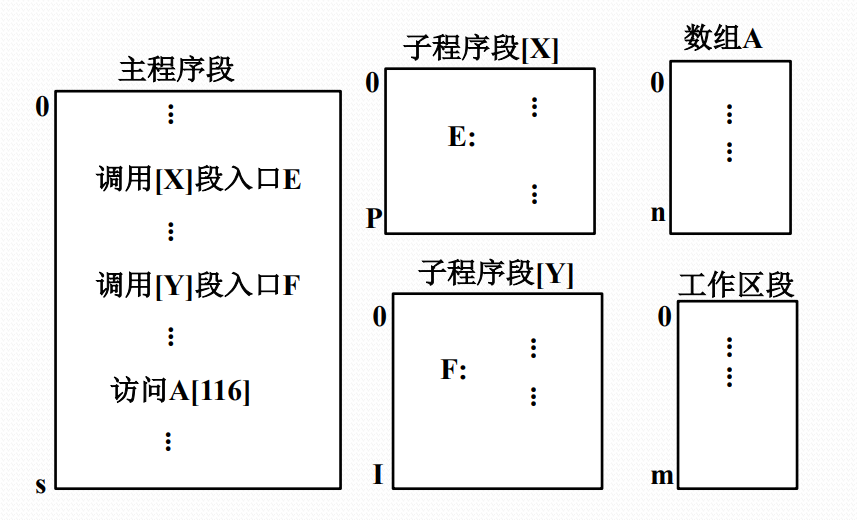 主程序段
0
⋮
调用[X]段入口E
⋮
调用[Y]段入口F
⋮
访问A[116]
⋮
s
子程序段[X]
0
⋮
E:
⋮
P
子程序段[Y]
0
⋮
F:
⋮
I
数组A
0
⋮
⋮
n
工作区段
0
⋮
⋮
m